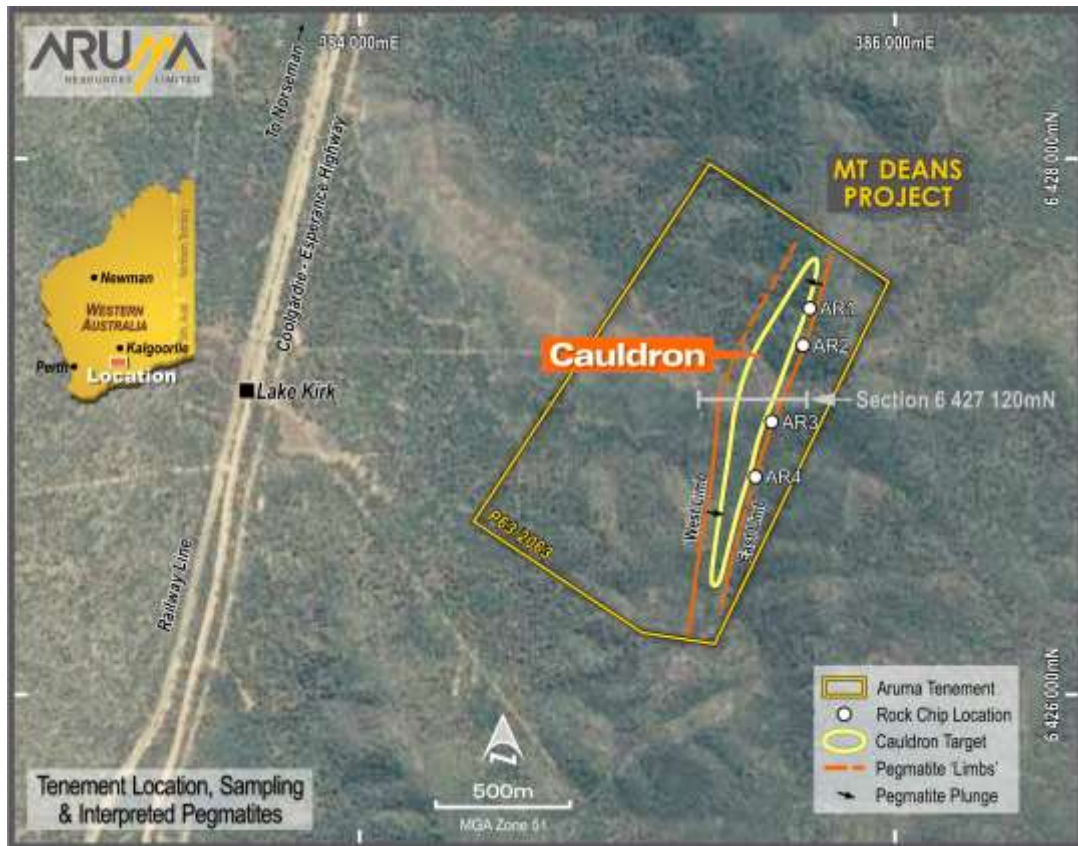 ARUMA
RESOURCES LIMITED
384 000mE
386 000mE
To Norseman
Railway Line
Coolgardie - Esperance Highway
6 428 000mN
6 426 000mN
MT DEANS
PROJECT
Newman
WESTERN
AUSTRALIA
Kalgoorlie
Perth
Location
Lake Kirk
Cauldron
AR1
AR2
Section 6 427 120mN
AR3
AR4
West Limb
East Limb
P63/2063
Aruma Tenement
Rock Chip Location
Cauldron Target
Pegmatite 'Limbs'
Pegmatite Plunge
500m
MGA Zone 51
Tenement Location, Sampling
& Interpreted Pegmatites